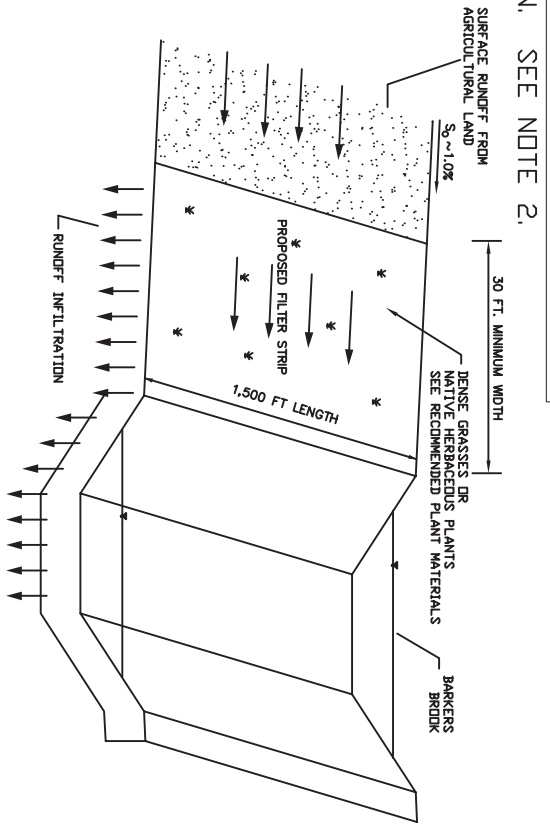 N. SEE NOTE 2.
SURFACE RUNOFF FROM
AGRICULTURAL LAND
S₀ ~ 1.0%
30 FT. MINIMUM WIDTH
DENSE GRASSES OR
NATIVE HERBACEOUS PLANTS
SEE RECOMMENDED PLANT MATERIALS
PROPOSED FILTER STRIP
1,500 FT LENGTH
BARKERS
BROOK
RUNOFF INFILTRATION